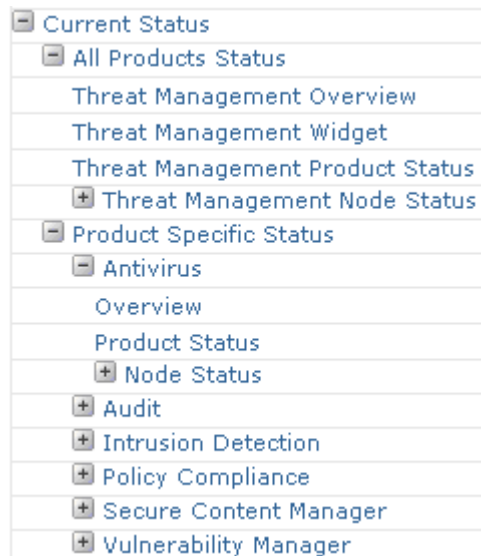 Current Status
All Products Status
Threat Management Overview
Threat Management Widget
Threat Management Product Status
Threat Management Node Status
Product Specific Status
Antivirus
Overview
Product Status
Node Status
Audit
Intrusion Detection
Policy Compliance
Secure Content Manager
Vulnerability Manager